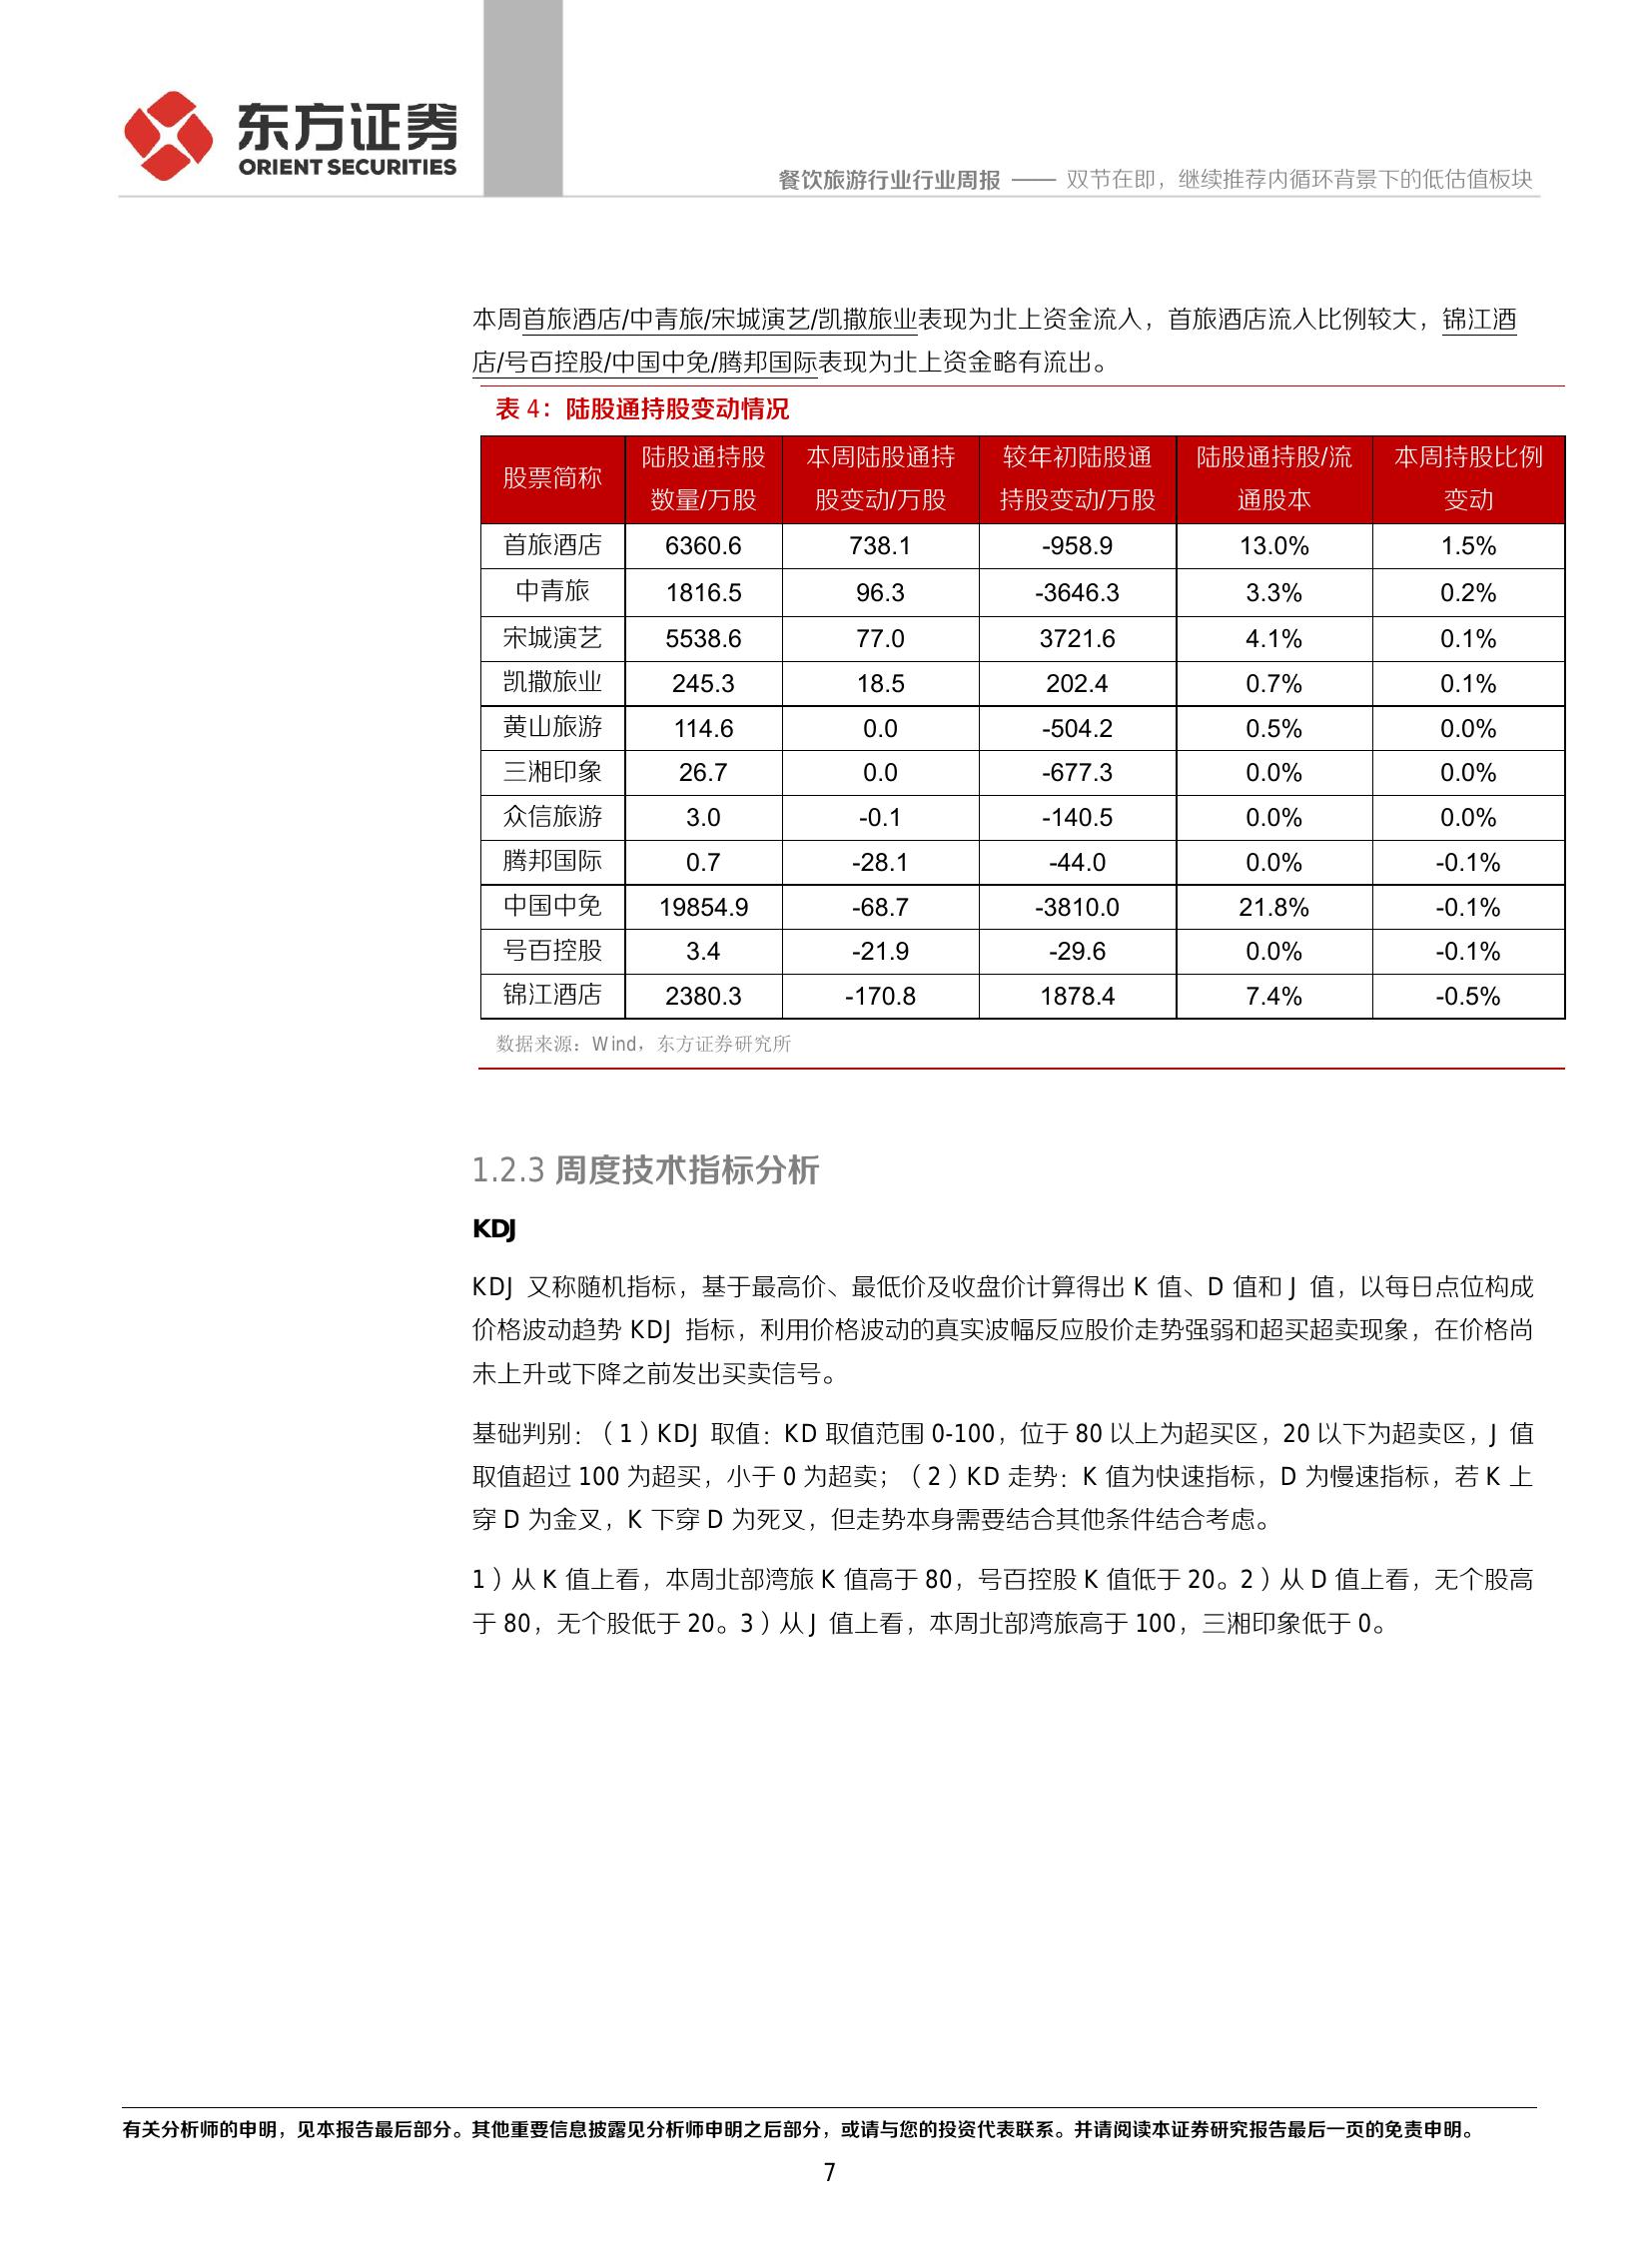 东方证券
ORIENT SECURITIES
餐饮旅游行业行业周报 —— 双节在即，继续推荐内循环背景下的低估值板块
本周首旅酒店/中青旅/宋城演艺/凯撒旅业表现为北上资金流入，首旅酒店流入比例较大，锦江酒
店/号百控股/中国中免/腾邦国际表现为北上资金略有流出。
表 4：陆股通持股变动情况
股票简称 陆股通持股数量/万股 本周陆股通持股变动/万股 较年初陆股通持股变动/万股 陆股通持股/流通股本 本周持股比例变动
首旅酒店 6360.6 738.1 -958.9 13.0% 1.5%
中青旅 1816.5 96.3 -3646.3 3.3% 0.2%
宋城演艺 5538.6 77.0 3721.6 4.1% 0.1%
凯撒旅业 245.3 18.5 202.4 0.7% 0.1%
黄山旅游 114.6 0.0 -504.2 0.5% 0.0%
三湘印象 26.7 0.0 -677.3 0.0% 0.0%
众信旅游 3.0 -0.1 -140.5 0.0% 0.0%
腾邦国际 0.7 -28.1 -44.0 0.0% -0.1%
中国中免 19854.9 -68.7 -3810.0 21.8% -0.1%
号百控股 3.4 -21.9 -29.6 0.0% -0.1%
锦江酒店 2380.3 -170.8 1878.4 7.4% -0.5%
数据来源：Wind，东方证券研究所
1.2.3 周度技术指标分析
KDJ
KDJ 又称随机指标，基于最高价、最低价及收盘价计算得出 K 值、D 值和 J 值，以每日点位构成
价格波动趋势 KDJ 指标，利用价格波动的真实波幅反应股价走势强弱和超买超卖现象，在价格尚
未上升或下降之前发出买卖信号。
基础判别：（1）KDJ 取值：KD 取值范围 0-100，位于 80 以上为超买区，20 以下为超卖区，J 值
取值超过 100 为超买，小于 0 为超卖；（2）KD 走势：K 值为快速指标，D 为慢速指标，若 K 上
穿 D 为金叉，K 下穿 D 为死叉，但走势本身需要结合其他条件结合考虑。
1）从 K 值上看，本周北部湾旅 K 值高于 80，号百控股 K 值低于 20。2）从 D 值上看，无个股高
于 80，无个股低于 20。3）从 J 值上看，本周北部湾旅高于 100，三湘印象低于 0。
有关分析师的申明，见本报告最后部分。其他重要信息披露见分析师申明之后部分，或请与您的投资代表联系。并请阅读本证券研究报告最后一页的免责申明。
7